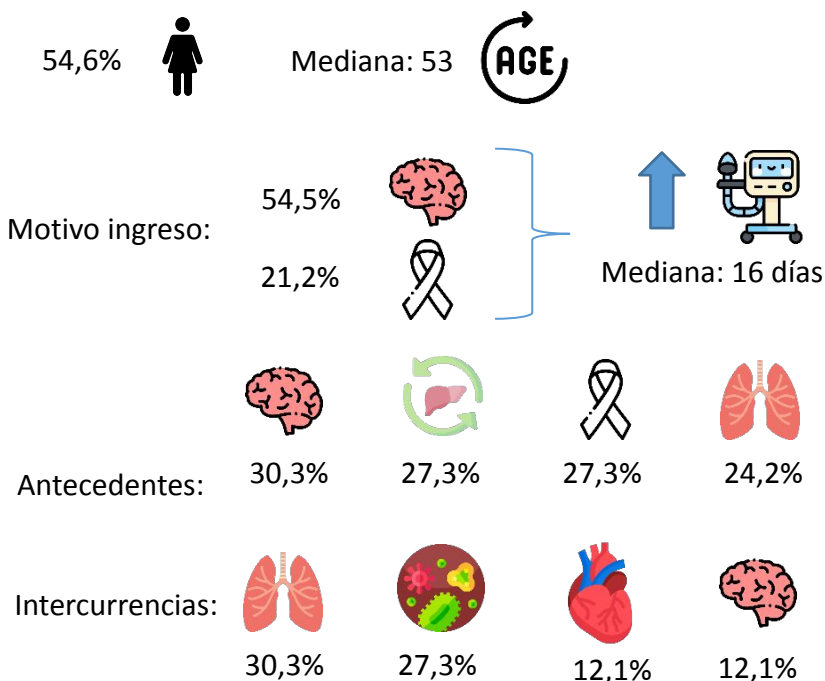 54,6%
Mediana: 53
AGE
Motivo ingreso:
54,5%
21,2%
Mediana: 16 días
Antecedentes:
30,3%
27,3%
27,3%
24,2%
Intercurrencias:
30,3%
27,3%
12,1%
12,1%